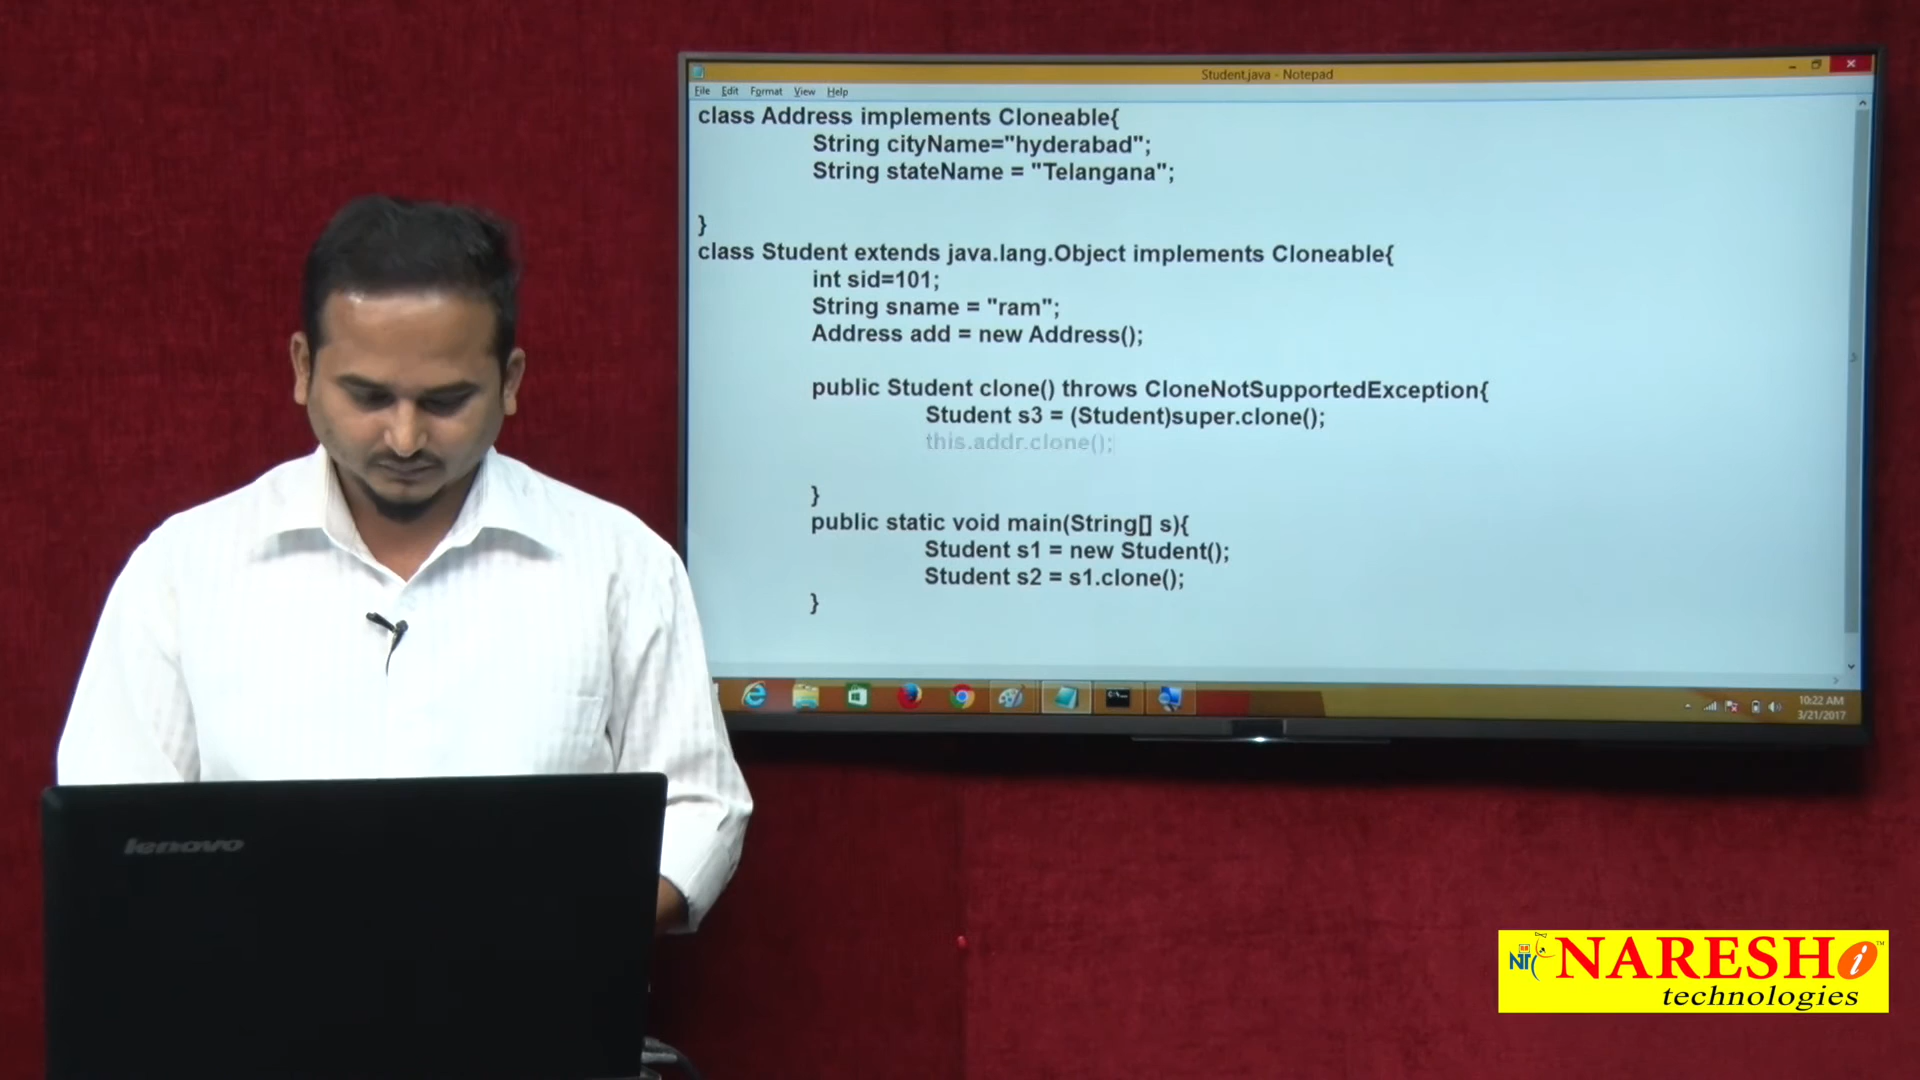 Student.java - Notepad
File Edit Format View Help
class Address implements Cloneable{
String cityName="hyderabad";
String stateName = "Telangana";
}
class Student extends java.lang.Object implements Cloneable{
int sid=101;
String sname = "ram";
Address add = new Address();
public Student clone() throws CloneNotSupportedException{
Student s3 = (Student)super.clone();
this.addr.clone();
}
public static void main(String[] s){
Student s1 = new Student();
Student s2 = s1.clone();
}
10:22 AM
3/21/2017
lenovo
NARESH i
technologies